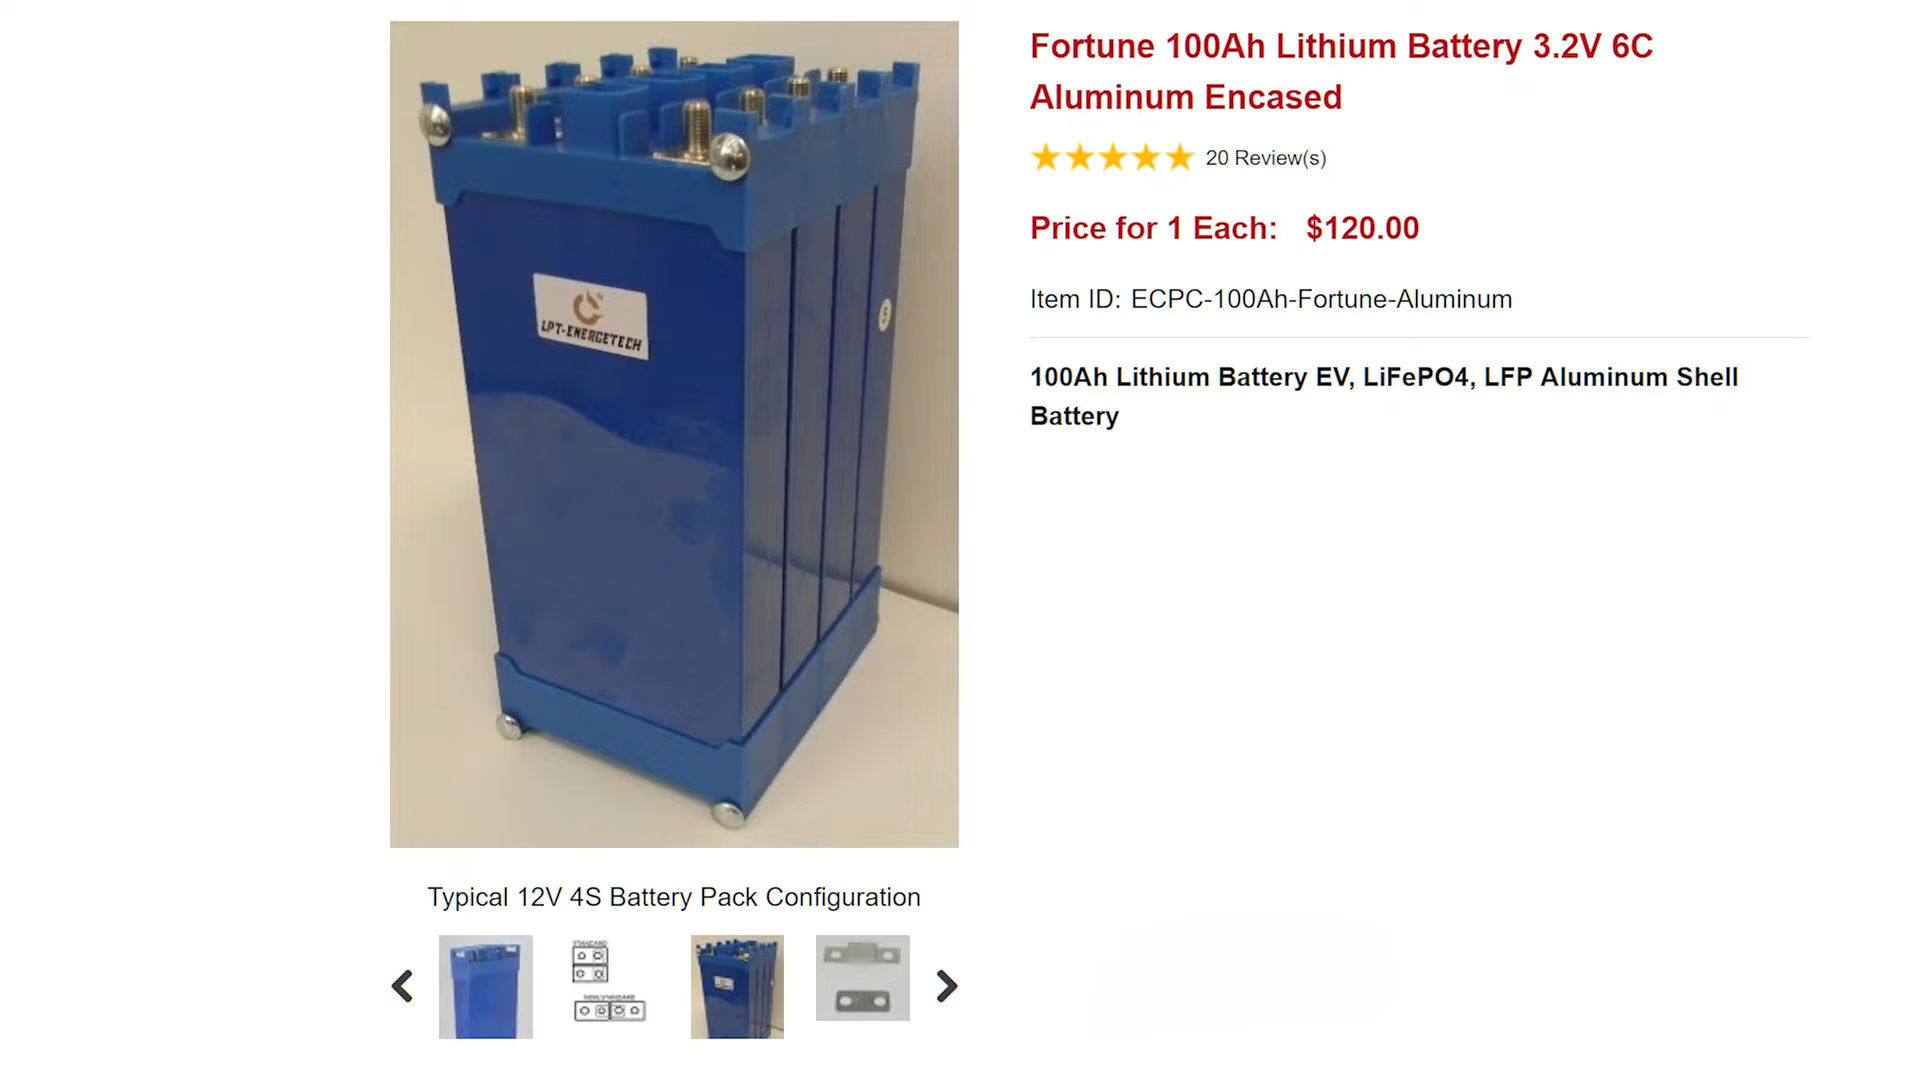 Fortune 100Ah Lithium Battery 3.2V 6C
Aluminum Encased
20 Review(s)
Price for 1 Each: $120.00
Item ID: ECPC-100Ah-Fortune-Aluminum
100Ah Lithium Battery EV, LiFePO4, LFP Aluminum Shell
Battery
LPT-ENERGETECH
5
Typical 12V 4S Battery Pack Configuration
STANDARD